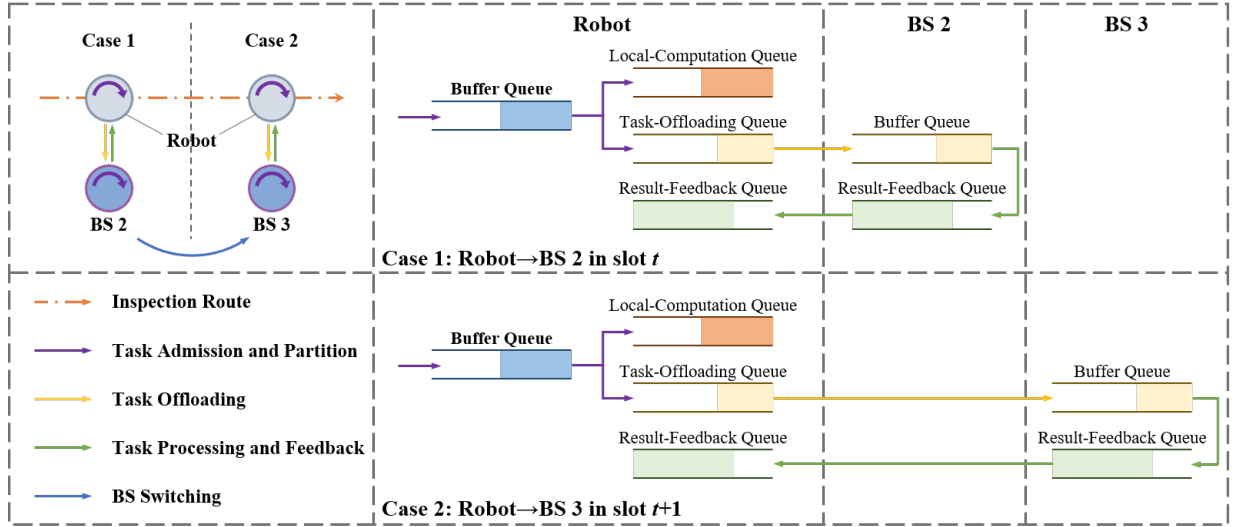 Case 1
Case 2
Robot
BS 2
BS 3
Robot
BS 2
BS 3
Local-Computation Queue
Buffer Queue
Task-Offloading Queue
Buffer Queue
Result-Feedback Queue
Result-Feedback Queue
Case 1: Robot→BS 2 in slot t
Inspection Route
Task Admission and Partition
Task Offloading
Task Processing and Feedback
BS Switching
Local-Computation Queue
Buffer Queue
Task-Offloading Queue
Buffer Queue
Result-Feedback Queue
Result-Feedback Queue
Case 2: Robot→BS 3 in slot t+1